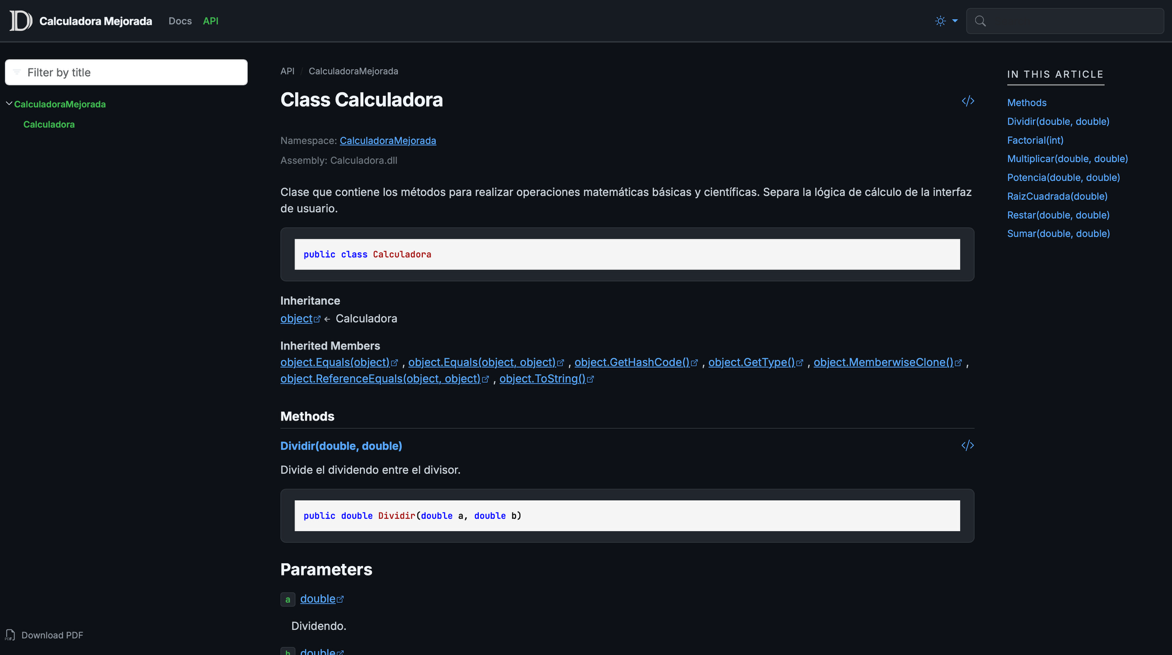 Calculadora Mejorada Docs API
Filter by title
CalculadoraMejorada
Calculadora
Download PDF
API / CalculadoraMejorada
Class Calculadora
Namespace: CalculadoraMejorada
Assembly: Calculadora.dll
Clase que contiene los métodos para realizar operaciones matemáticas básicas y científicas. Separa la lógica de cálculo de la interfaz
de usuario.
public class Calculadora
Inheritance
object ← Calculadora
Inherited Members
object.Equals(object) , object.Equals(object, object) , object.GetHashCode() , object.GetType() , object.MemberwiseClone() ,
object.ReferenceEquals(object, object) , object.ToString()
Methods
Dividir(double, double)
Divide el dividendo entre el divisor.
public double Dividir(double a, double b)
Parameters
a double
Dividendo.
b double
IN THIS ARTICLE
Methods
Dividir(double, double)
Factorial(int)
Multiplicar(double, double)
Potencia(double, double)
RaizCuadrada(double)
Restar(double, double)
Sumar(double, double)